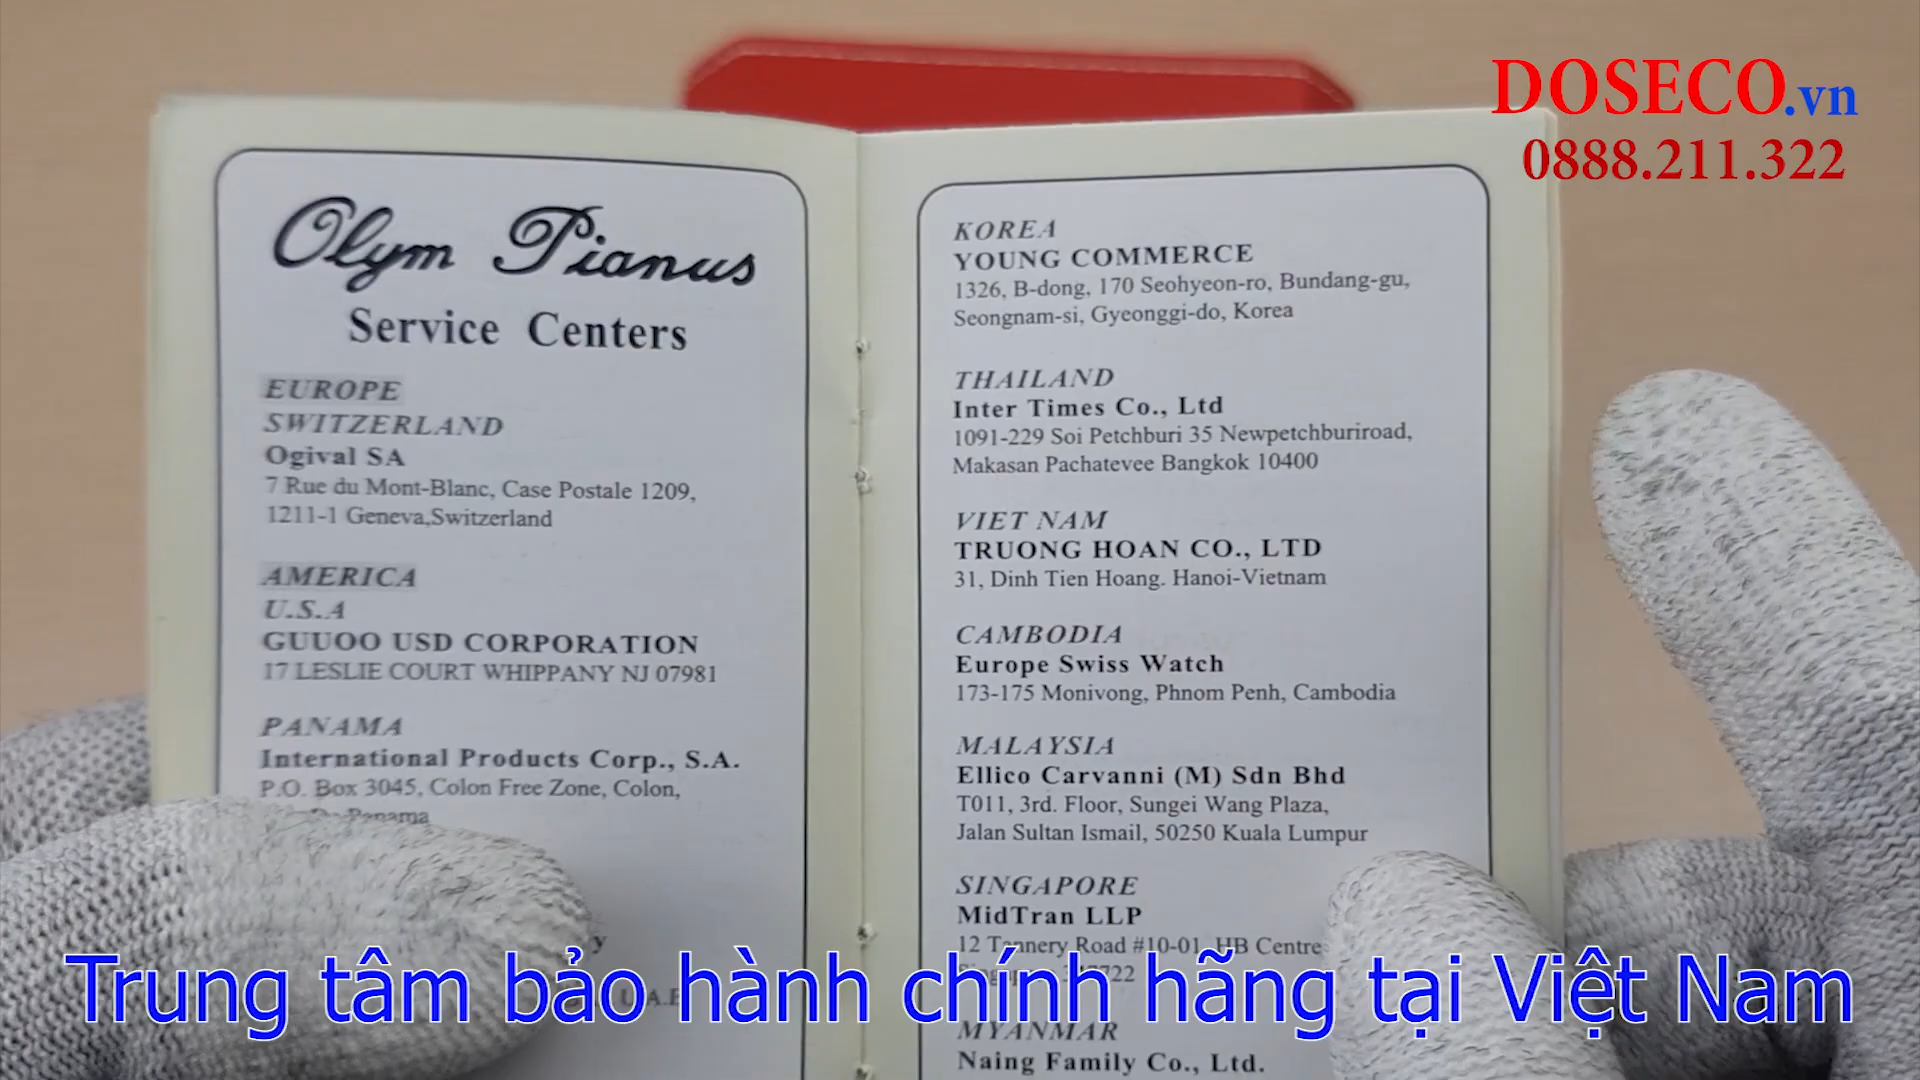 DOSECO.vn
0888.211.322
Olym Pianus
Service Centers
EUROPE
SWITZERLAND
Ogival SA
7 Rue du Mont-Blanc, Case Postale 1209,
1211-1 Geneva,Switzerland
AMERICA
U.S.A
GUUOO USD CORPORATION
17 LESLIE COURT WHIPPANY NJ 07981
PANAMA
International Products Corp., S.A.
P.O. Box 3045, Colon Free Zone, Colon,
Panama
KOREA
YOUNG COMMERCE
1326, B-dong, 170 Seohyeon-ro, Bundang-gu,
Seongnam-si, Gyeonggi-do, Korea
THAILAND
Inter Times Co., Ltd
1091-229 Soi Petchburi 35 Newpetchburiroad,
Makasan Pachatevee Bangkok 10400
VIET NAM
TRUONG HOAN CO., LTD
31, Dinh Tien Hoang. Hanoi-Vietnam
CAMBODIA
Europe Swiss Watch
173-175 Monivong, Phnom Penh, Cambodia
MALAYSIA
Ellico Carvanni (M) Sdn Bhd
T011, 3rd. Floor, Sungei Wang Plaza,
Jalan Sultan Ismail, 50250 Kuala Lumpur
SINGAPORE
MidTran LLP
12 Tannery Road #10-01, HB Centre
MYANMAR
Naing Family Co., Ltd.
Trung tâm bảo hành chính hãng tại Việt Nam